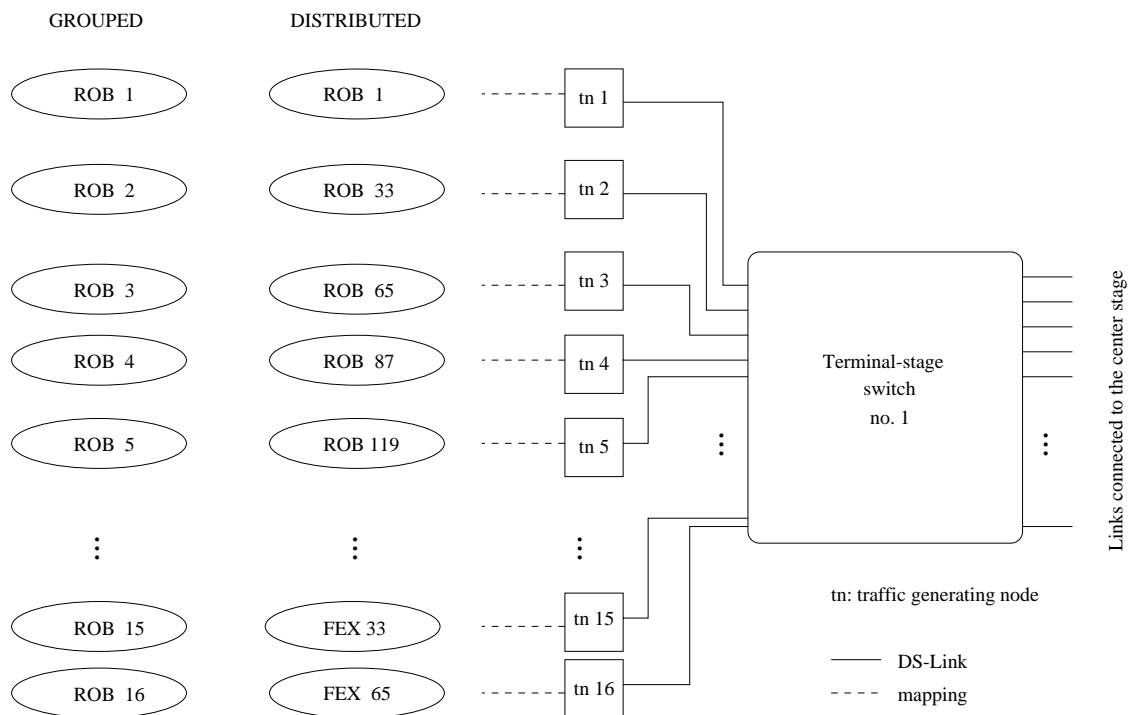 GROUPED DISTRIBUTED
ROB 1 ROB 1 tn 1
ROB 2 ROB 33 tn 2
ROB 3 ROB 65 tn 3
ROB 4 ROB 87 tn 4
ROB 5 ROB 119 tn 5
Terminal-stage
switch
no. 1
Links connected to the center stage
ROB 15 FEX 33 tn 15
ROB 16 FEX 65 tn 16
tn: traffic generating node
DS-Link
mapping